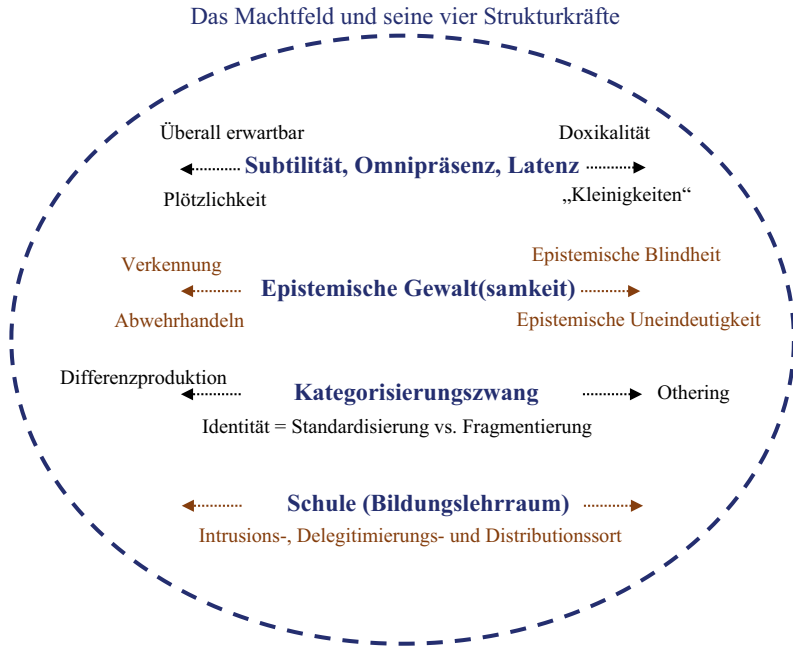 Das Machtfeld und seine vier Strukturkräfte
Überall erwartbar
Doxikalität
Subtilität, Omnipräsenz, Latenz
Plötzlichkeit
„Kleinigkeiten“
Verkennung
Epistemische Blindheit
Epistemische Gewalt(samkeit)
Abwehrhandeln
Epistemische Uneindeutigkeit
Differenzproduktion
Kategorisierungszwang
Othering
Identität = Standardisierung vs. Fragmentierung
Schule (Bildungslehrraum)
Intrusions-, Delegitimierungs- und Distributionssort